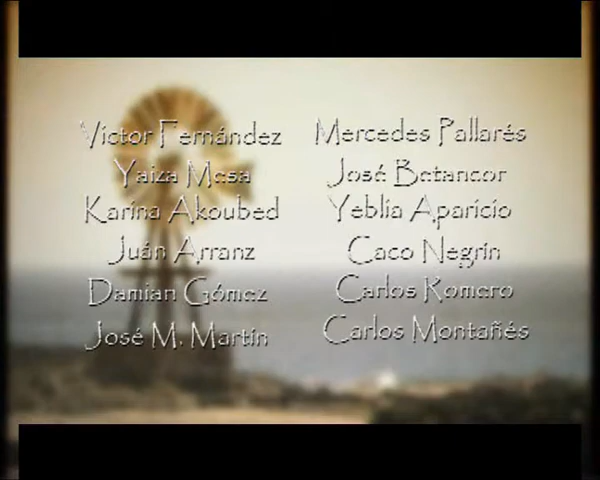 Victor Fernández
Yaiza Mesa
Karina Akoubed
Juán Arranz
Damian Gómez
José M. Martín
Mercedes Pallarés
José Betancor
Yeblia Aparicio
Caco Negrín
Carlos Romero
Carlos Montañés